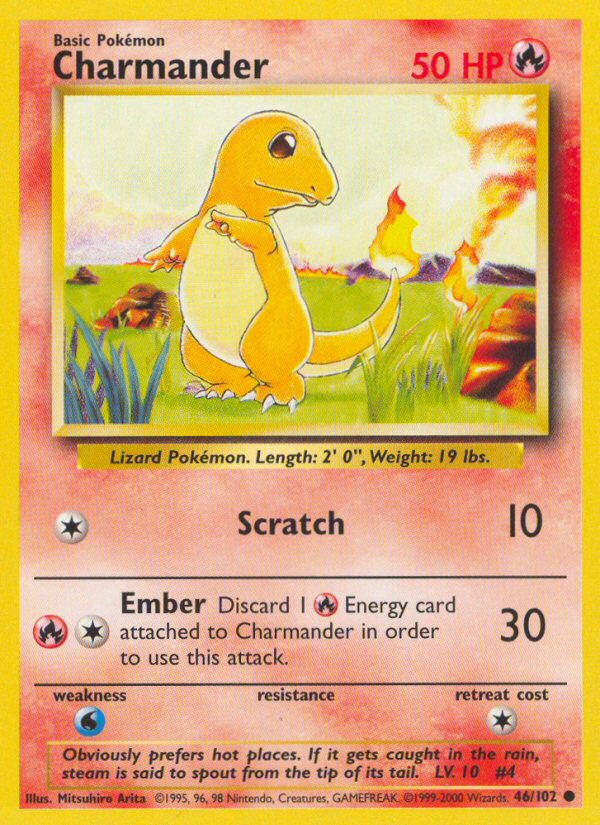 Basic Pokémon
Charmander 50 HP
Lizard Pokémon. Length: 2' 0", Weight: 19 lbs.
Scratch 10
Ember Discard 1 Energy card
attached to Charmander in order
to use this attack.
30
weakness resistance retreat cost
Obviously prefers hot places. If it gets caught in the rain,
steam is said to spout from the tip of its tail. LV. 10 #4
Illus. Mitsuhiro Arita ©1995, 96, 98 Nintendo, Creatures, GAMEFREAK. ©1999-2000 Wizards. 46/102